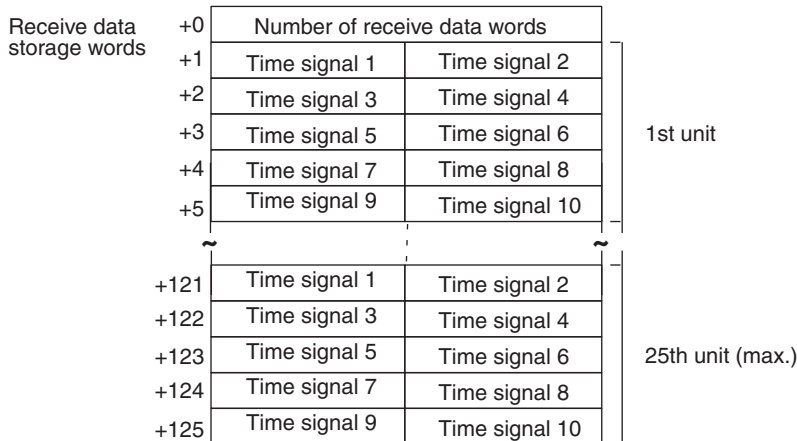 Receive data
storage words
+0 Number of receive data words
+1 Time signal 1 Time signal 2
+2 Time signal 3 Time signal 4
+3 Time signal 5 Time signal 6
1st unit
+4 Time signal 7 Time signal 8
+5 Time signal 9 Time signal 10
~ ~
+121 Time signal 1 Time signal 2
+122 Time signal 3 Time signal 4
+123 Time signal 5 Time signal 6
25th unit (max.)
+124 Time signal 7 Time signal 8
+125 Time signal 9 Time signal 10